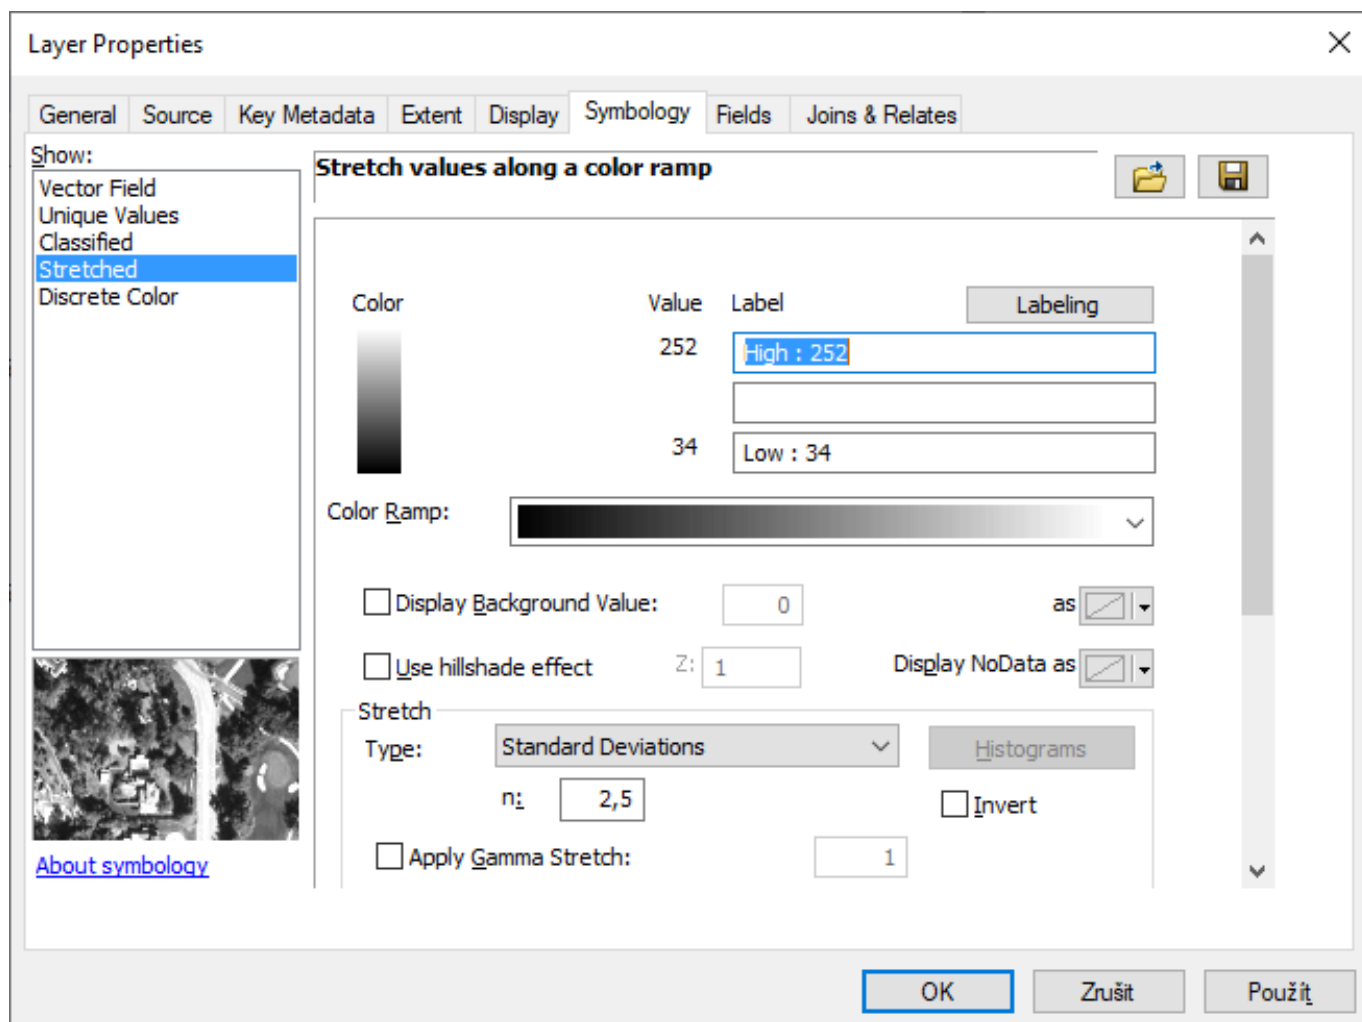 Layer Properties
General Source Key Metadata Extent Display Symbology Fields Joins & Relates
Show:
Vector Field
Unique Values
Classified
Stretched
Discrete Color
About symbology
Stretch values along a color ramp
Color Value Label Labeling
252 High : 252
34 Low : 34
Color Ramp:
Display Background Value: 0 as
Use hillshade effect Z: 1 Display NoData as
Stretch
Type: Standard Deviations Histograms
n: 2,5 Invert
Apply Gamma Stretch: 1
OK Zrušit Použít